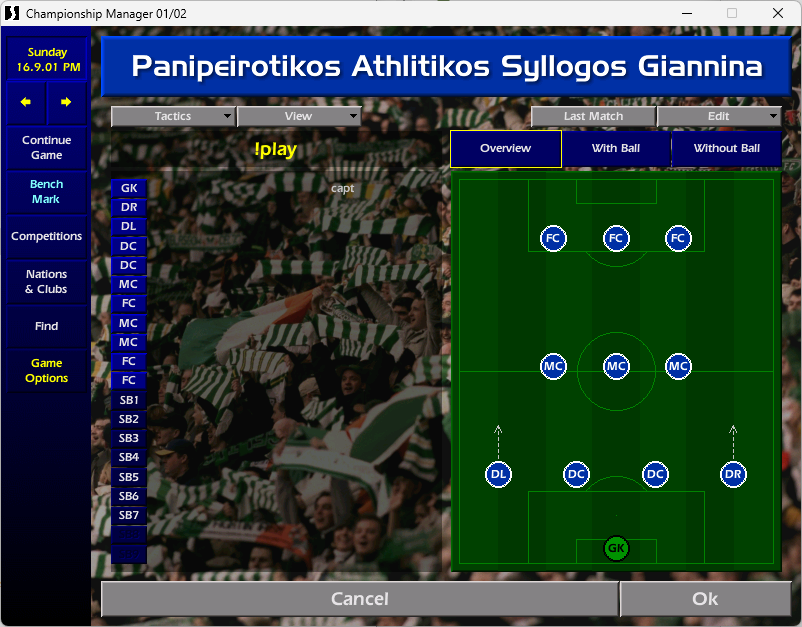 Championship Manager 01/02
Sunday
16.9.01 PM
Continue
Game
Bench
Mark
Competitions
Nations
& Clubs
Find
Game
Options
Panipeirotikos Athlitikos Syllogos Giannina
Tactics
View
Last Match
Edit
!play
Overview
With Ball
Without Ball
GK
capt
DR
DL
DC
DC
MC
FC
MC
MC
FC
FC
SB1
SB2
SB3
SB4
SB5
SB6
SB7
FC FC FC
MC MC MC
DL DC DC DR
GK
Cancel
Ok